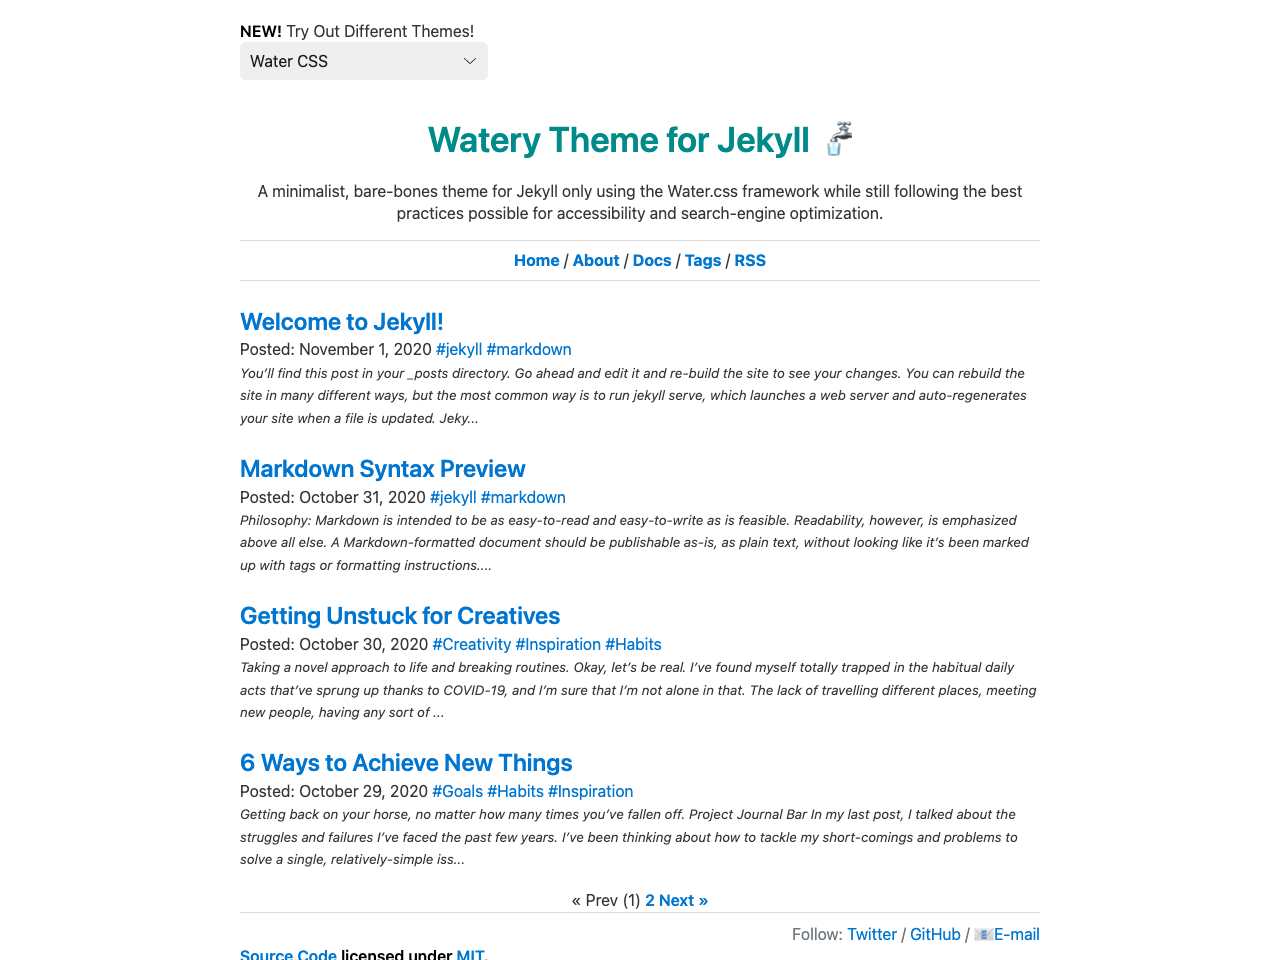 NEW! Try Out Different Themes!
Water CSS
Watery Theme for Jekyll 🚰
A minimalist, bare-bones theme for Jekyll only using the Water.css framework while still following the best
practices possible for accessibility and search-engine optimization.
Home / About / Docs / Tags / RSS
Welcome to Jekyll!
Posted: November 1, 2020 #jekyll #markdown
You’ll find this post in your _posts directory. Go ahead and edit it and re-build the site to see your changes. You can rebuild the
site in many different ways, but the most common way is to run jekyll serve, which launches a web server and auto-regenerates
your site when a file is updated. Jeky...
Markdown Syntax Preview
Posted: October 31, 2020 #jekyll #markdown
Philosophy: Markdown is intended to be as easy-to-read and easy-to-write as is feasible. Readability, however, is emphasized
above all else. A Markdown-formatted document should be publishable as-is, as plain text, without looking like it’s been marked
up with tags or formatting instructions....
Getting Unstuck for Creatives
Posted: October 30, 2020 #Creativity #Inspiration #Habits
Taking a novel approach to life and breaking routines. Okay, let’s be real. I’ve found myself totally trapped in the habitual daily
acts that’ve sprung up thanks to COVID-19, and I’m sure that I’m not alone in that. The lack of travelling different places, meeting
new people, having any sort of ...
6 Ways to Achieve New Things
Posted: October 29, 2020 #Goals #Habits #Inspiration
Getting back on your horse, no matter how many times you’ve fallen off. Project Journal Bar In my last post, I talked about the
struggles and failures I’ve faced the past few years. I’ve been thinking about how to tackle my short-comings and problems to
solve a single, relatively-simple iss...
« Prev (1) 2 Next »
Follow: Twitter / GitHub / 📧E-mail
Source Code licensed under MIT.